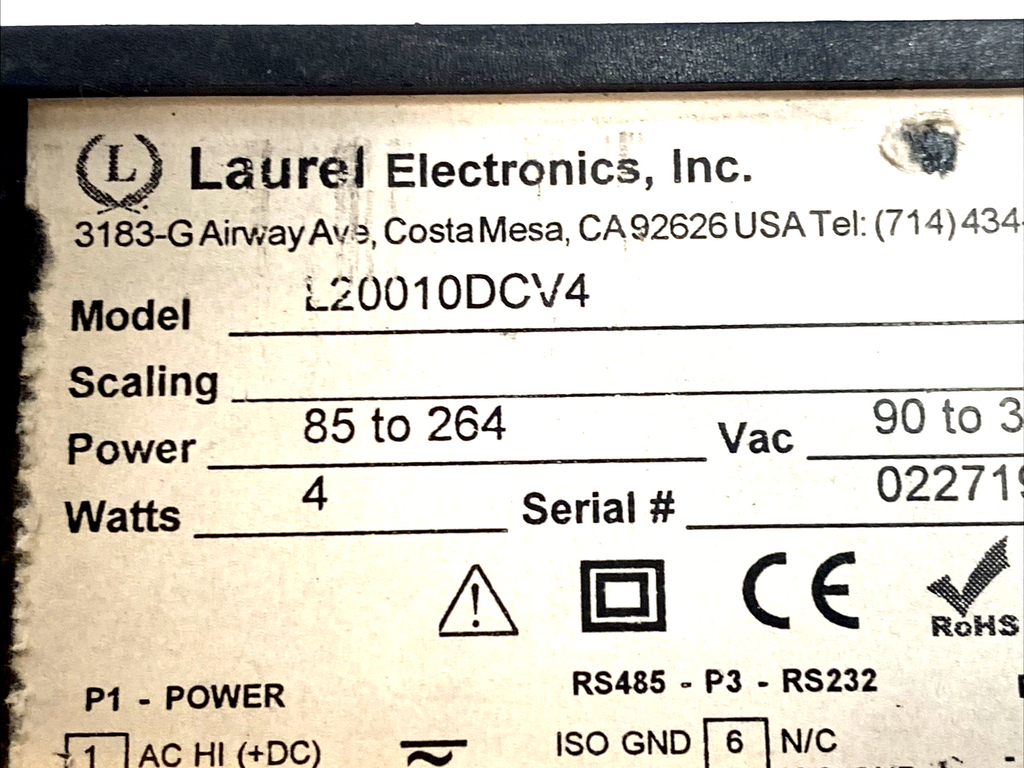 L Laurel Electronics, Inc.
3183-G Airway Ave, Costa Mesa, CA 92626 USA Tel: (714) 434-
Model L20010DCV4
Scaling
Power 85 to 264 Vac 90 to 3
Watts 4 Serial # 022719
CE RoHS
P1 - POWER RS485 - P3 - RS232
1 AC HI (+DC) ISO GND 6 N/C